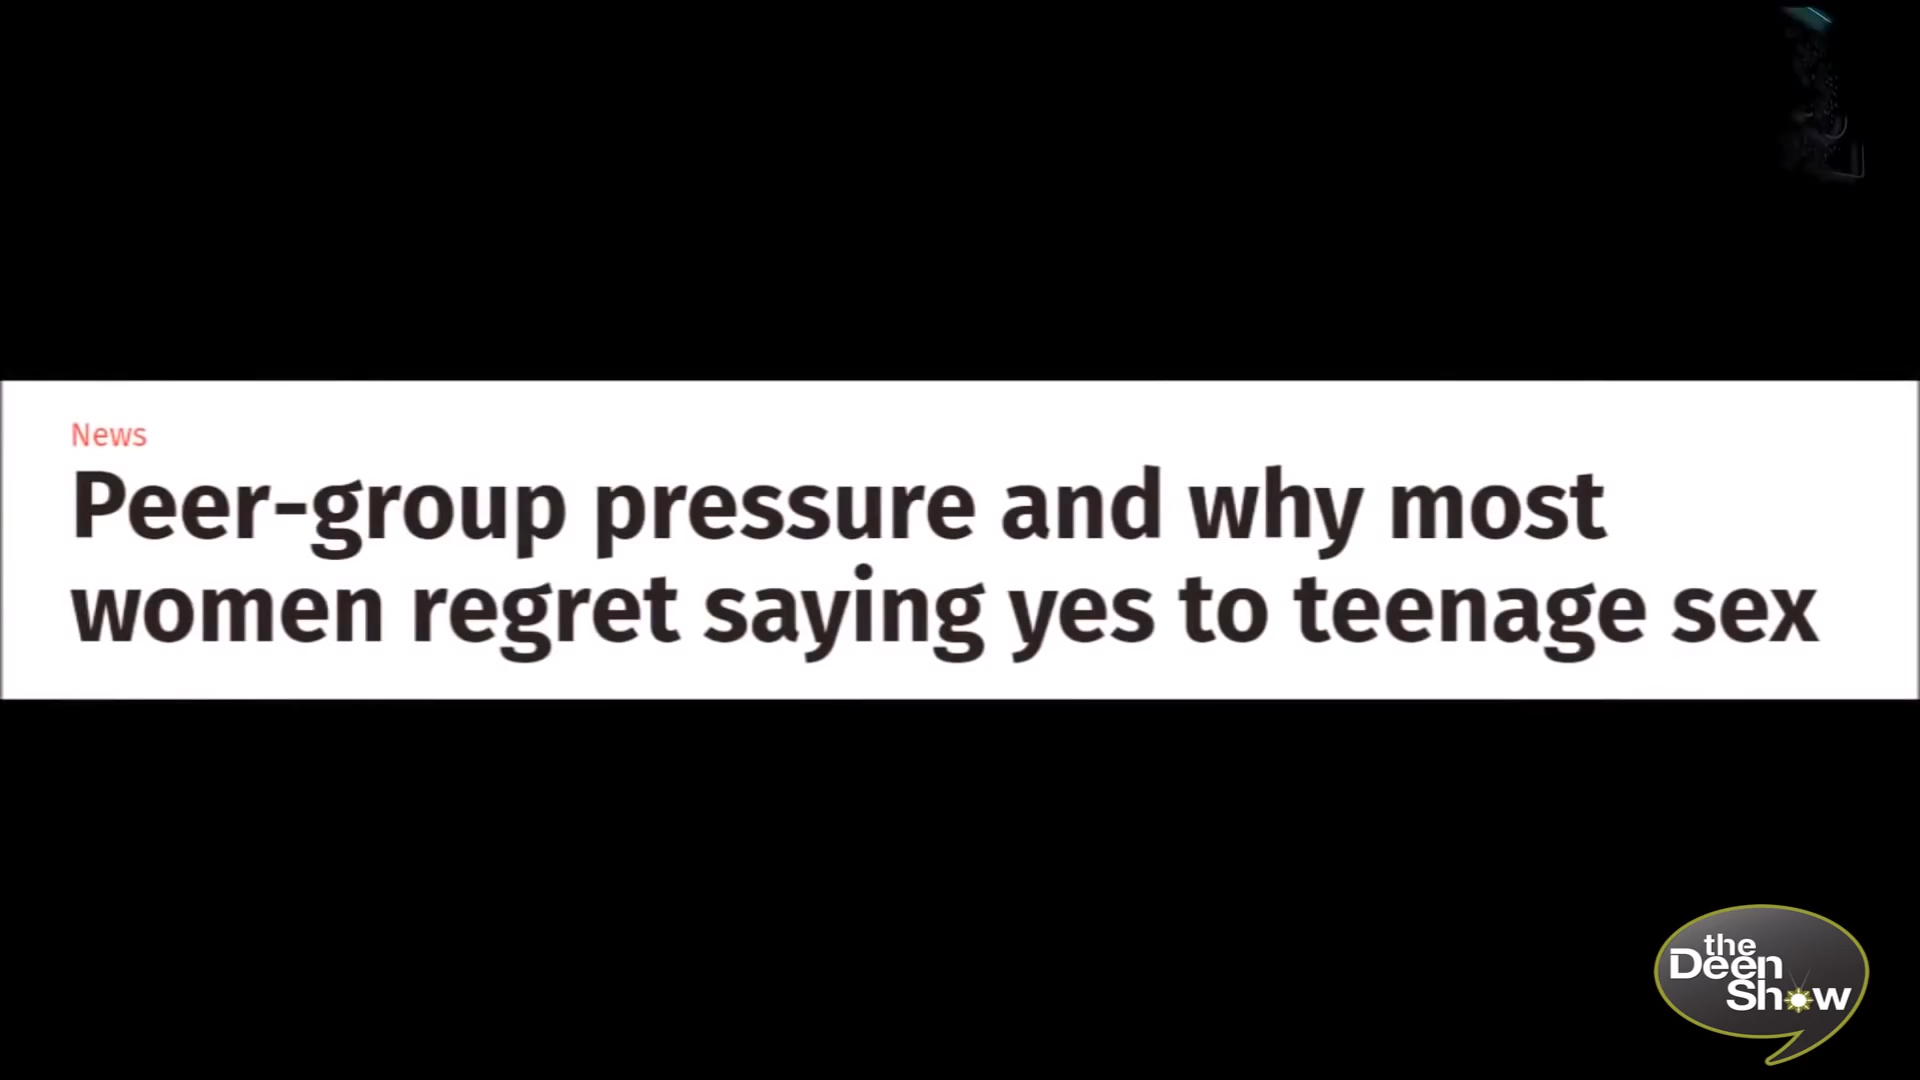 News
Peer-group pressure and why most
women regret saying yes to teenage sex
the
Deen
Show